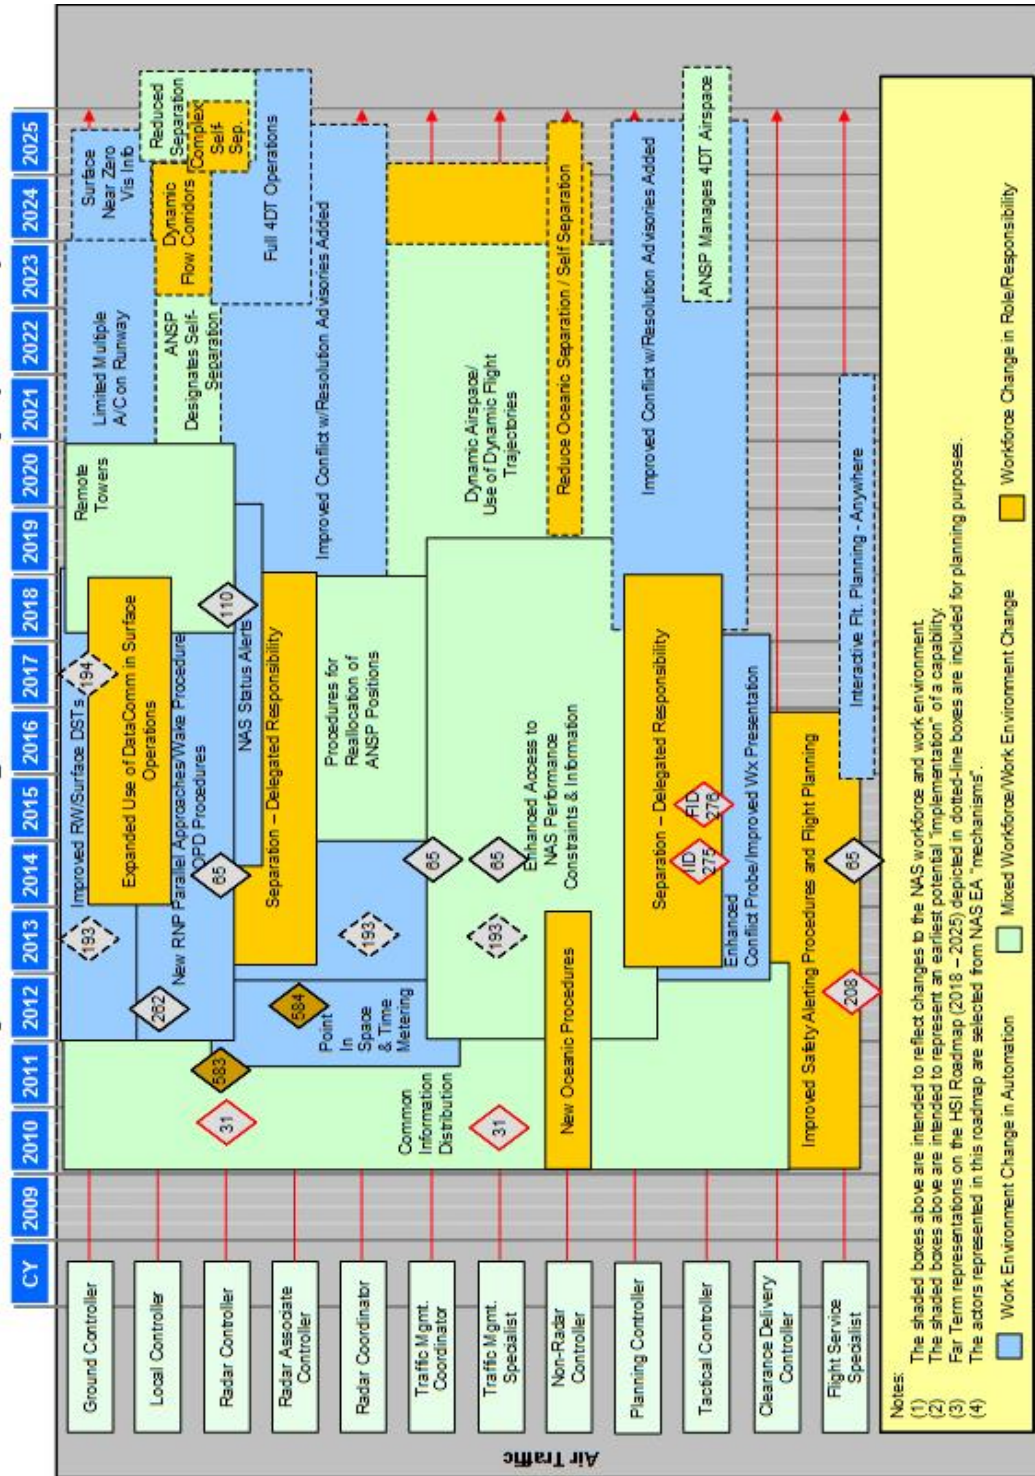 CY 2009 2010 2011 2012 2013 2014 2015 2016 2017 2018 2019 2020 2021 2022 2023 2024 2025
Air Traffic
Ground Controller
Local Controller
Radar Controller
Radar Associate
Controller
Radar Coordinator
Traffic Mgmt.
Coordinator
Traffic Mgmt.
Specialist
Non-Radar
Controller
Planning Controller
Tactical Controller
Clearance Delivery
Controller
Flight Service
Specialist
Improved RW/Surface DSTs
193
194
Expanded Use of DataComm in Surface
Operations
Remote
Towers
Limited Multiple
A/C on Runway
Surface
Near Zero
Vis Info
262
New RNP Parallel Approaches/Wake Procedure
OPD Procedures
65
110
ANSP
Designates Self-
Separation
Dynamic
Flow Corridors
Reduced
Separation
Complex
Self-
Sep.
31
583
NAS Status Alerts
Full 4DT Operations
584
Point
In
Space
& Time
Metering
Separation – Delegated Responsibility
Improved Conflict w/Resolution Advisories Added
193
Procedures for
Reallocation of
ANSP Positions
Common
Information
Distribution
65
31
193
65
Enhanced Access to
NAS Performance
Constraints & Information
Dynamic Airspace/
Use of Dynamic Flight
Trajectories
New Oceanic Procedures
Reduce Oceanic Separation / Self Separation
Separation – Delegated Responsibility
Improved Conflict w/Resolution Advisories Added
IID
275
FID
276
ANSP Manages 4DT Airspace
Enhanced
Conflict Probe/Improved Wx Presentation
Improved Safety Alerting Procedures and Flight Planning
208
65
Interactive Flt. Planning - Anywhere
Notes:
(1) The shaded boxes above are intended to reflect changes to the NAS workforce and work environment.
(2) The shaded boxes above are intended to represent an earliest potential "implementation" of a capability.
(3) Far Term representations on the HSI Roadmap (2018 – 2025) depicted in dotted-line boxes are included for planning purposes.
(4) The actors represented in this roadmap are selected from NAS EA "mechanisms".
Work Environment Change in Automation
Mixed Workforce/Work Environment Change
Workforce Change in Role/Responsibility